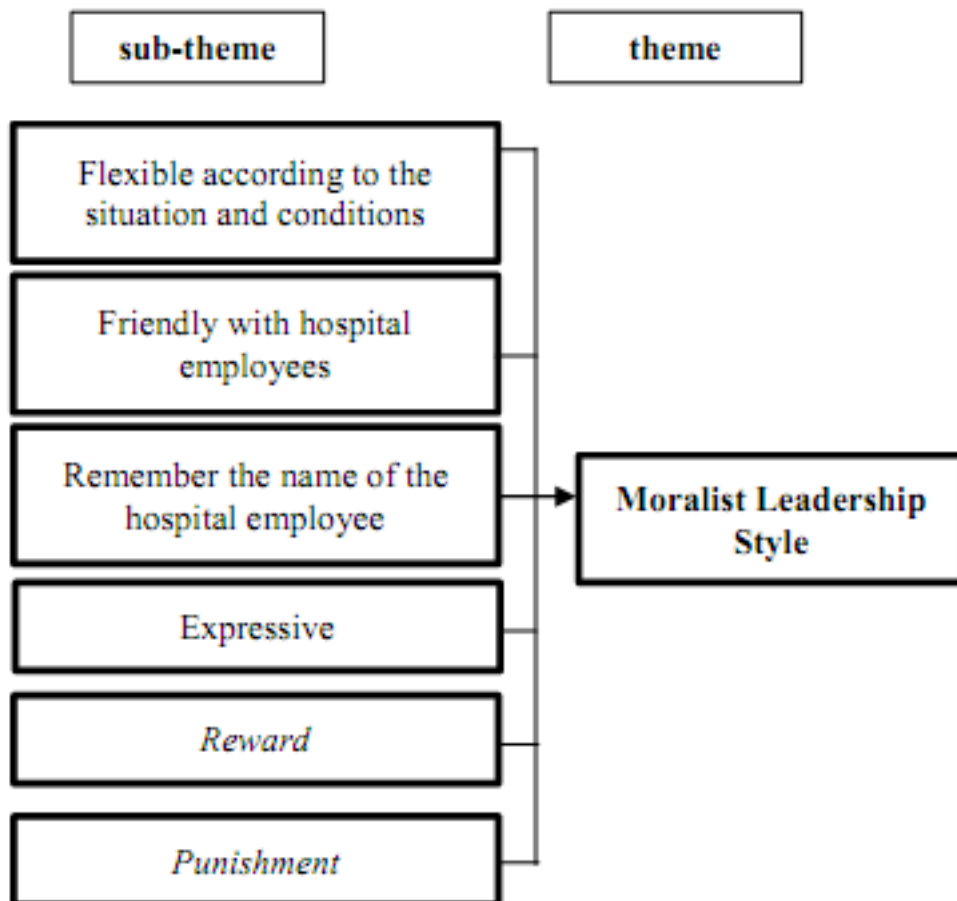 sub-theme
theme
Flexible according to the
situation and conditions
Friendly with hospital
employees
Remember the name of the
hospital employee
Moralist Leadership
Style
Expressive
Reward
Punishment